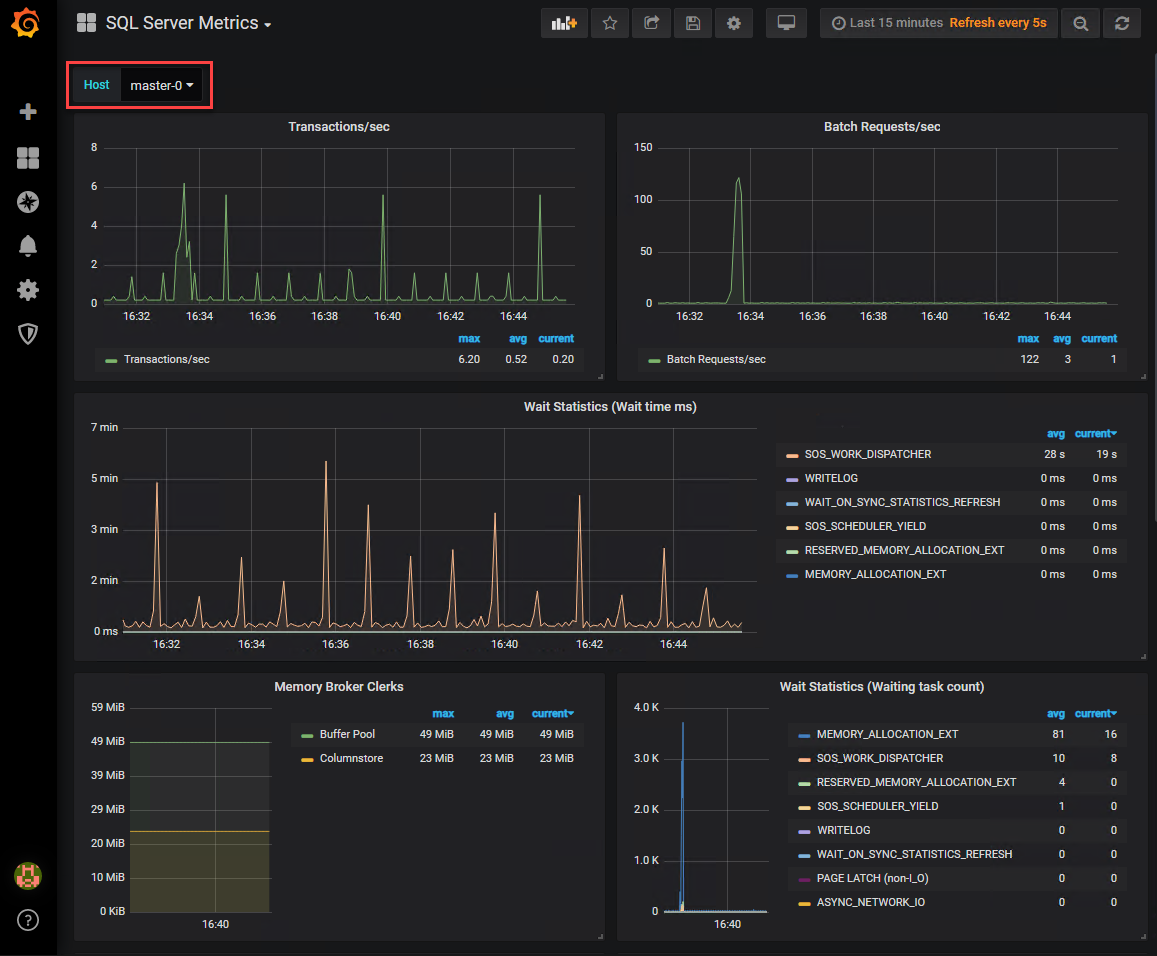 SQL Server Metrics
Last 15 minutes Refresh every 5s
Host master-0
Transactions/sec
8
6
4
2
0
16:32 16:34 16:36 16:38 16:40 16:42 16:44
max avg current
Transactions/sec 6.20 0.52 0.20
Batch Requests/sec
150
100
50
0
16:32 16:34 16:36 16:38 16:40 16:42 16:44
max avg current
Batch Requests/sec 122 3 1
Wait Statistics (Wait time ms)
7 min
5 min
3 min
2 min
0 ms
16:32 16:34 16:36 16:38 16:40 16:42 16:44
avg current
SOS_WORK_DISPATCHER 28 s 19 s
WRITELOG 0 ms 0 ms
WAIT_ON_SYNC_STATISTICS_REFRESH 0 ms 0 ms
SOS_SCHEDULER_YIELD 0 ms 0 ms
RESERVED_MEMORY_ALLOCATION_EXT 0 ms 0 ms
MEMORY_ALLOCATION_EXT 0 ms 0 ms
Memory Broker Clerks
59 MiB
49 MiB
39 MiB
29 MiB
20 MiB
10 MiB
0 KiB
16:40
max avg current
Buffer Pool 49 MiB 49 MiB 49 MiB
Columnstore 23 MiB 23 MiB 23 MiB
Wait Statistics (Waiting task count)
4.0 K
3.0 K
2.0 K
1.0 K
0
16:40
avg current
MEMORY_ALLOCATION_EXT 81 16
SOS_WORK_DISPATCHER 10 8
RESERVED_MEMORY_ALLOCATION_EXT 4 0
SOS_SCHEDULER_YIELD 1 0
WRITELOG 0 0
WAIT_ON_SYNC_STATISTICS_REFRESH 0 0
PAGE LATCH (non-I_O) 0 0
ASYNC_NETWORK_IO 0 0